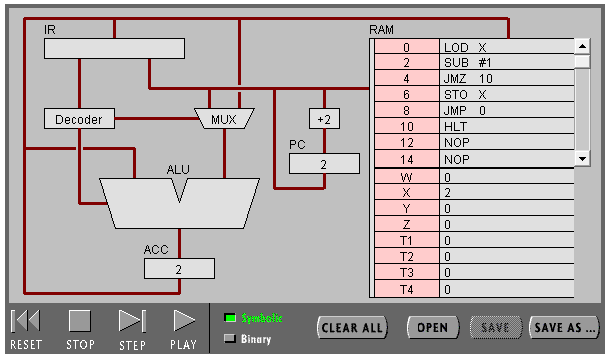 IR
RAM
0 LOD X
2 SUB #1
4 JMZ 10
6 STO X
8 JMP 0
10 HLT
12 NOP
14 NOP
Decoder
MUX
+2
PC
2
ALU
W 0
X 2
Y 0
Z 0
T1 0
T2 0
T3 0
T4 0
ACC
2
RESET STOP STEP PLAY
Symbolic
Binary
CLEAR ALL OPEN SAVE SAVE AS ...